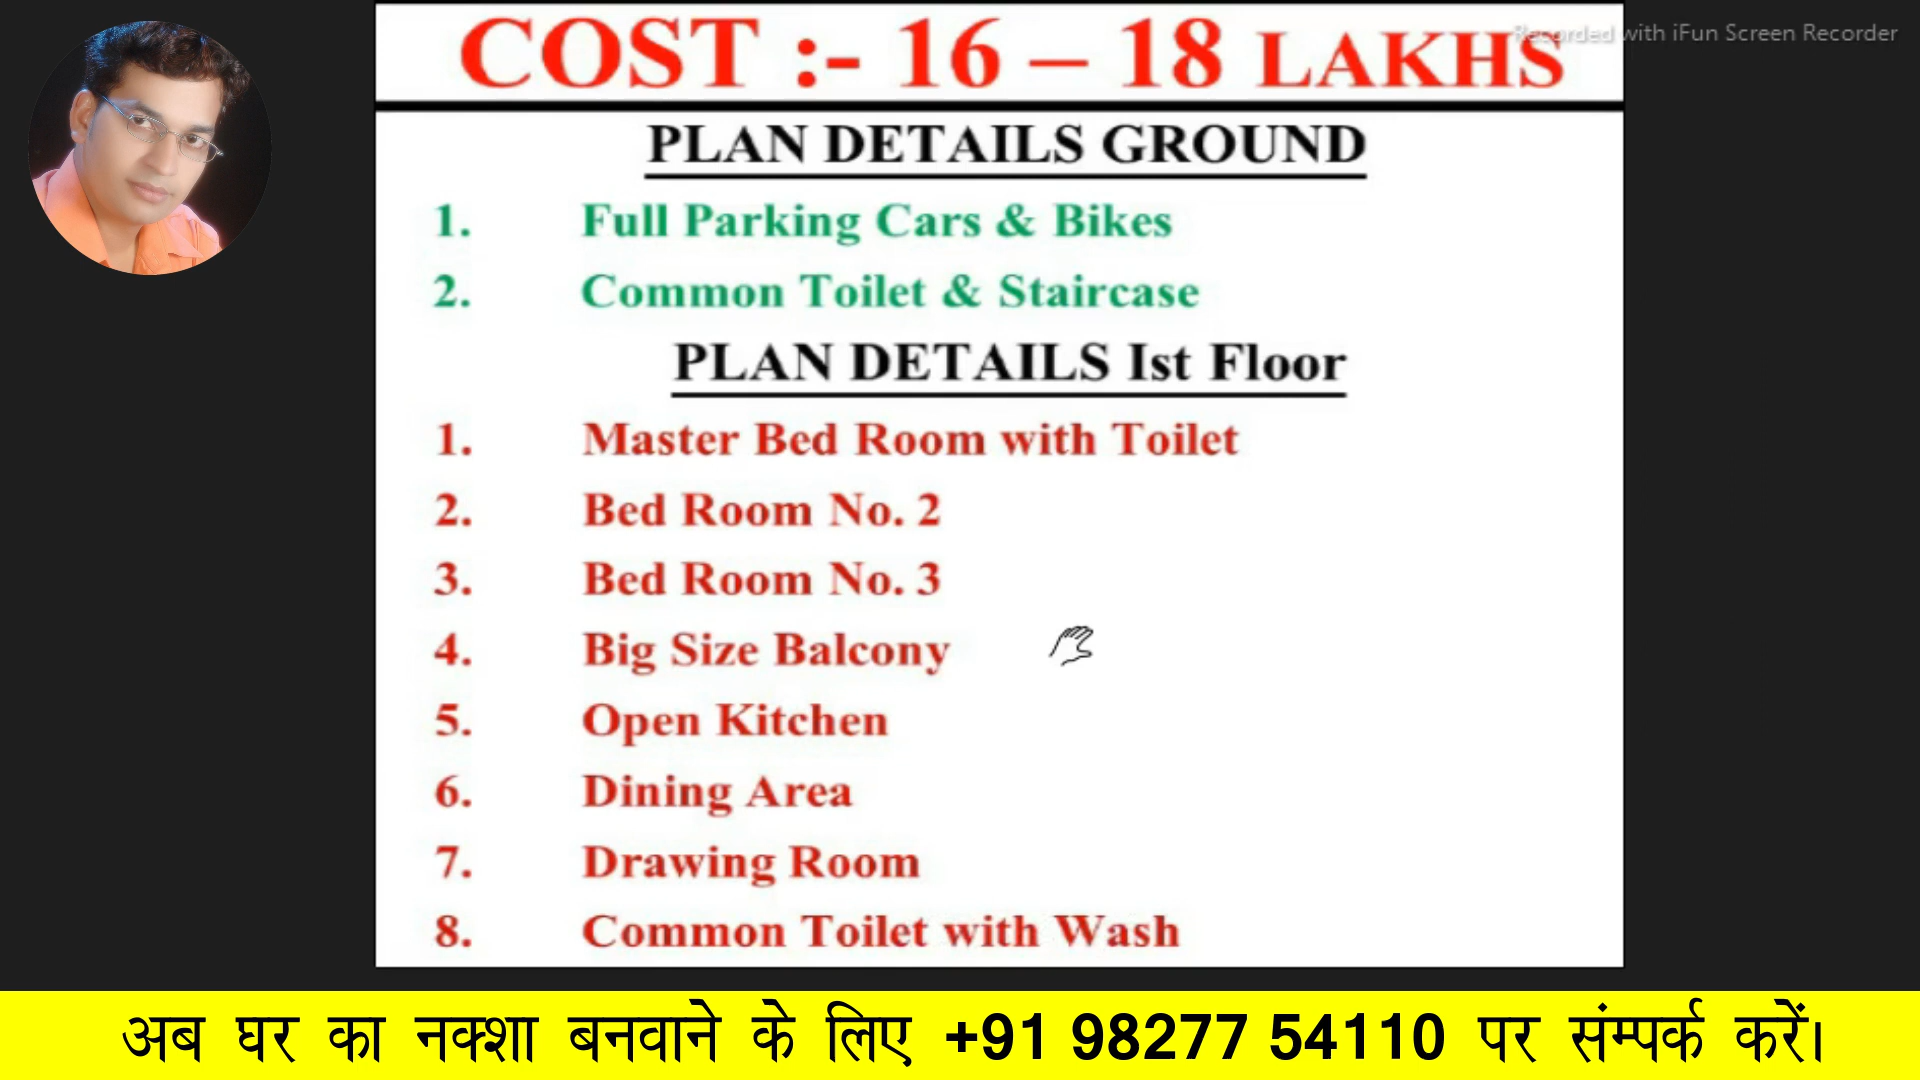 COST :- 16 – 18 LAKHS
Recorded with iFun Screen Recorder
PLAN DETAILS GROUND
1. Full Parking Cars & Bikes
2. Common Toilet & Staircase
PLAN DETAILS Ist Floor
1. Master Bed Room with Toilet
2. Bed Room No. 2
3. Bed Room No. 3
4. Big Size Balcony
5. Open Kitchen
6. Dining Area
7. Drawing Room
8. Common Toilet with Wash
अब घर का नक्शा बनवाने के लिए +91 98277 54110 पर संम्पर्क करें।